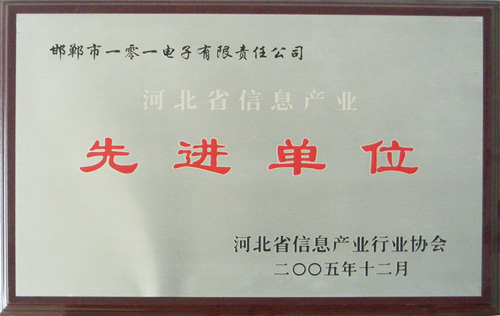 邯郸市一零一电子有限责任公司
河北省信息产业
先进单位
河北省信息产业行业协会
二〇〇五年十二月